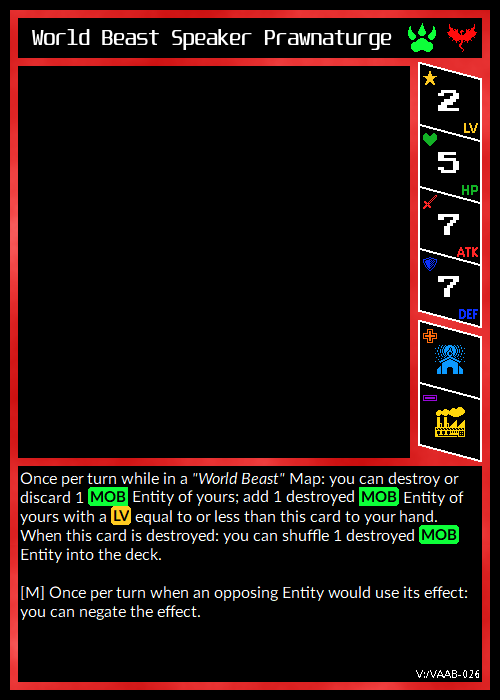 World Beast Speaker Prawnaturge
2
LV
5
HP
7
ATK
7
DEF
Once per turn while in a "World Beast" Map: you can destroy or
discard 1 MOB Entity of yours; add 1 destroyed MOB Entity of
yours with a LV equal to or less than this card to your hand.
When this card is destroyed: you can shuffle 1 destroyed MOB
Entity into the deck.
[M] Once per turn when an opposing Entity would use its effect:
you can negate the effect.
V:/VAAB-026